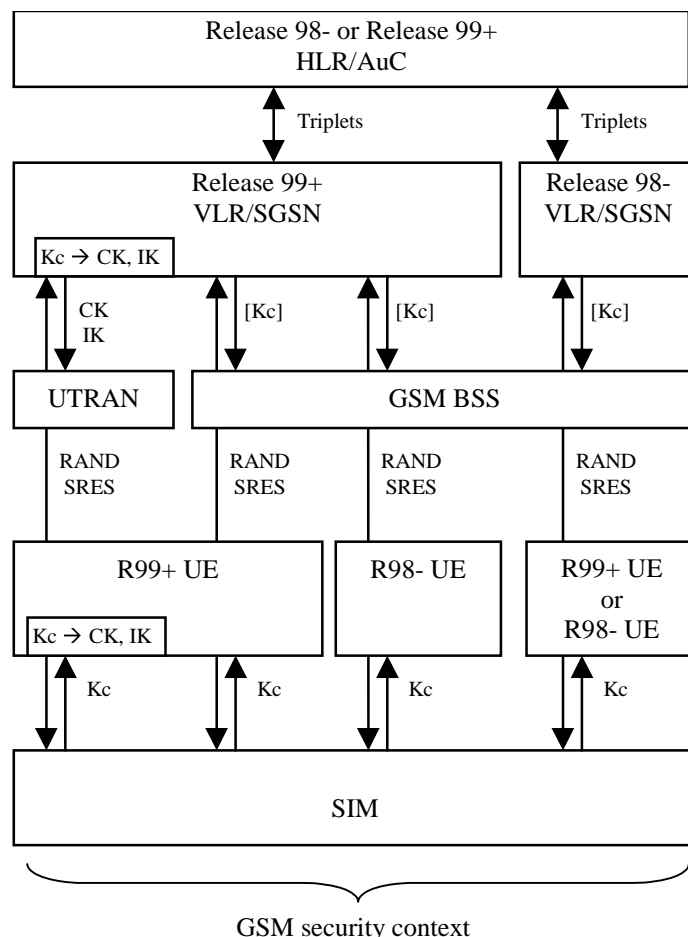 Release 98- or Release 99+
HLR/AuC
Triplets
Triplets
Release 99+
VLR/SGSN
Release 98-
VLR/SGSN
Kc → CK, IK
CK
IK
[Kc]
[Kc]
[Kc]
UTRAN
GSM BSS
RAND
SRES
RAND
SRES
RAND
SRES
RAND
SRES
R99+ UE
R98- UE
R99+ UE
or
R98- UE
Kc → CK, IK
Kc
Kc
Kc
Kc
SIM
GSM security context